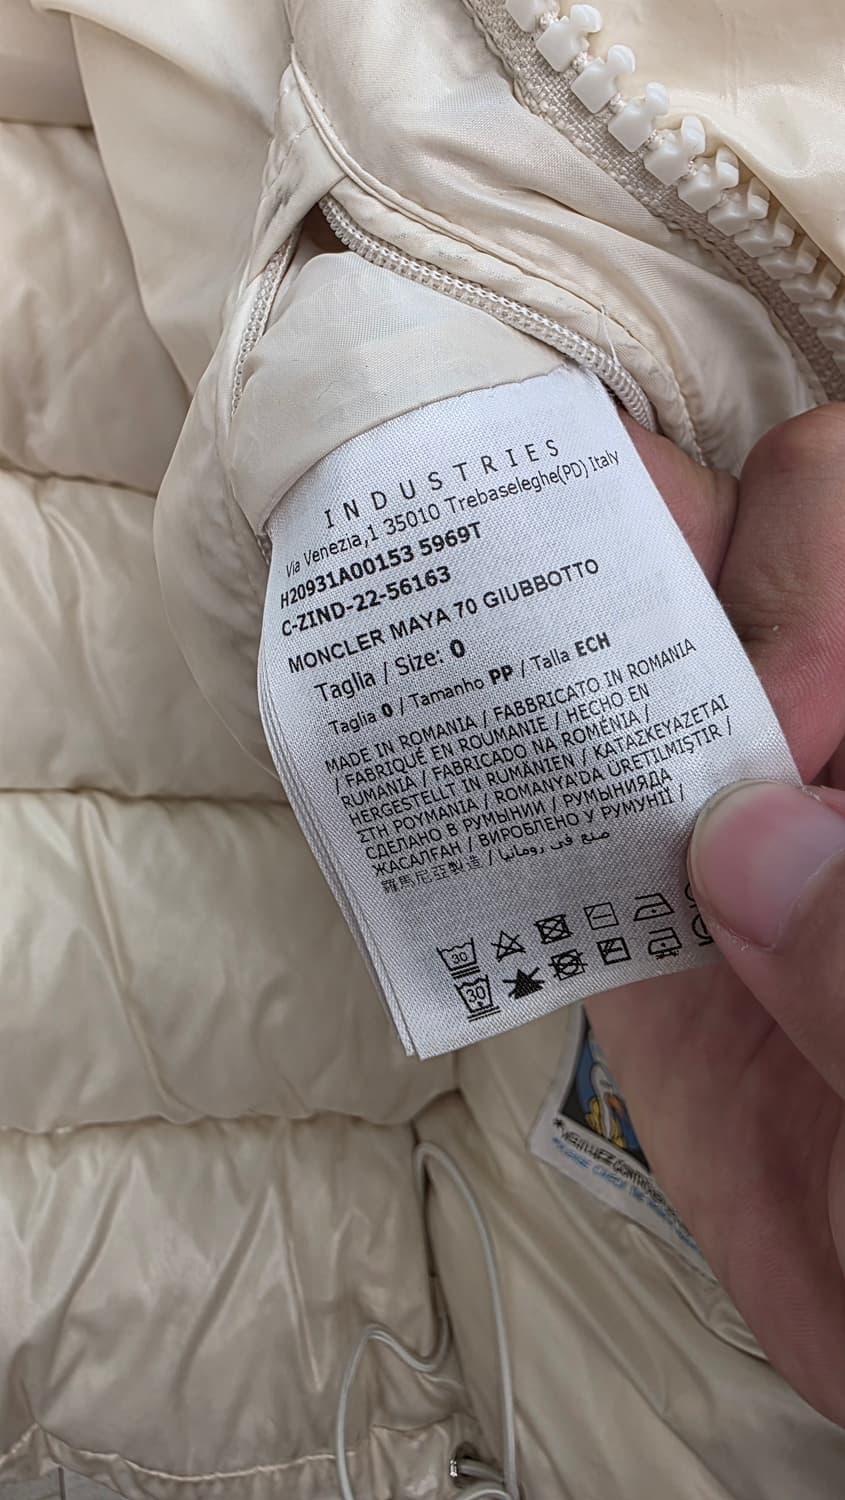 INDUSTRIES
Via Venezia,1 35010 Trebaseleghe(PD) Italy
H20931A00153 5969T
C-ZIND-22-56163
MONCLER MAYA 70 GIUBBOTTO
Taglia / Size: 0
Taglia 0 / Tamanho PP / Talla ECH
MADE IN ROMANIA / FABBRICATO IN ROMANIA
/ FABRIQUÉ EN ROUMANIE / HECHO EN
RUMANIA / FABRICADO NA ROMÉNIA /
HERGESTELLT IN RUMÄNIEN / ΚΑΤΑΣΚΕΥΑΖΕΤΑΙ
ΣΤΗ ΡΟΥΜΑΝΙΑ / ROMANYA'DA ÜRETILMIŞTIR /
СДЕЛАНО В РУМЫНИИ / РУМЫНИЯДА
ЖАСАЛҒАН / ВИРОБЛЕНО У РУМУНІЇ /
羅馬尼亞製造 / صنع في رومانيا
30
30